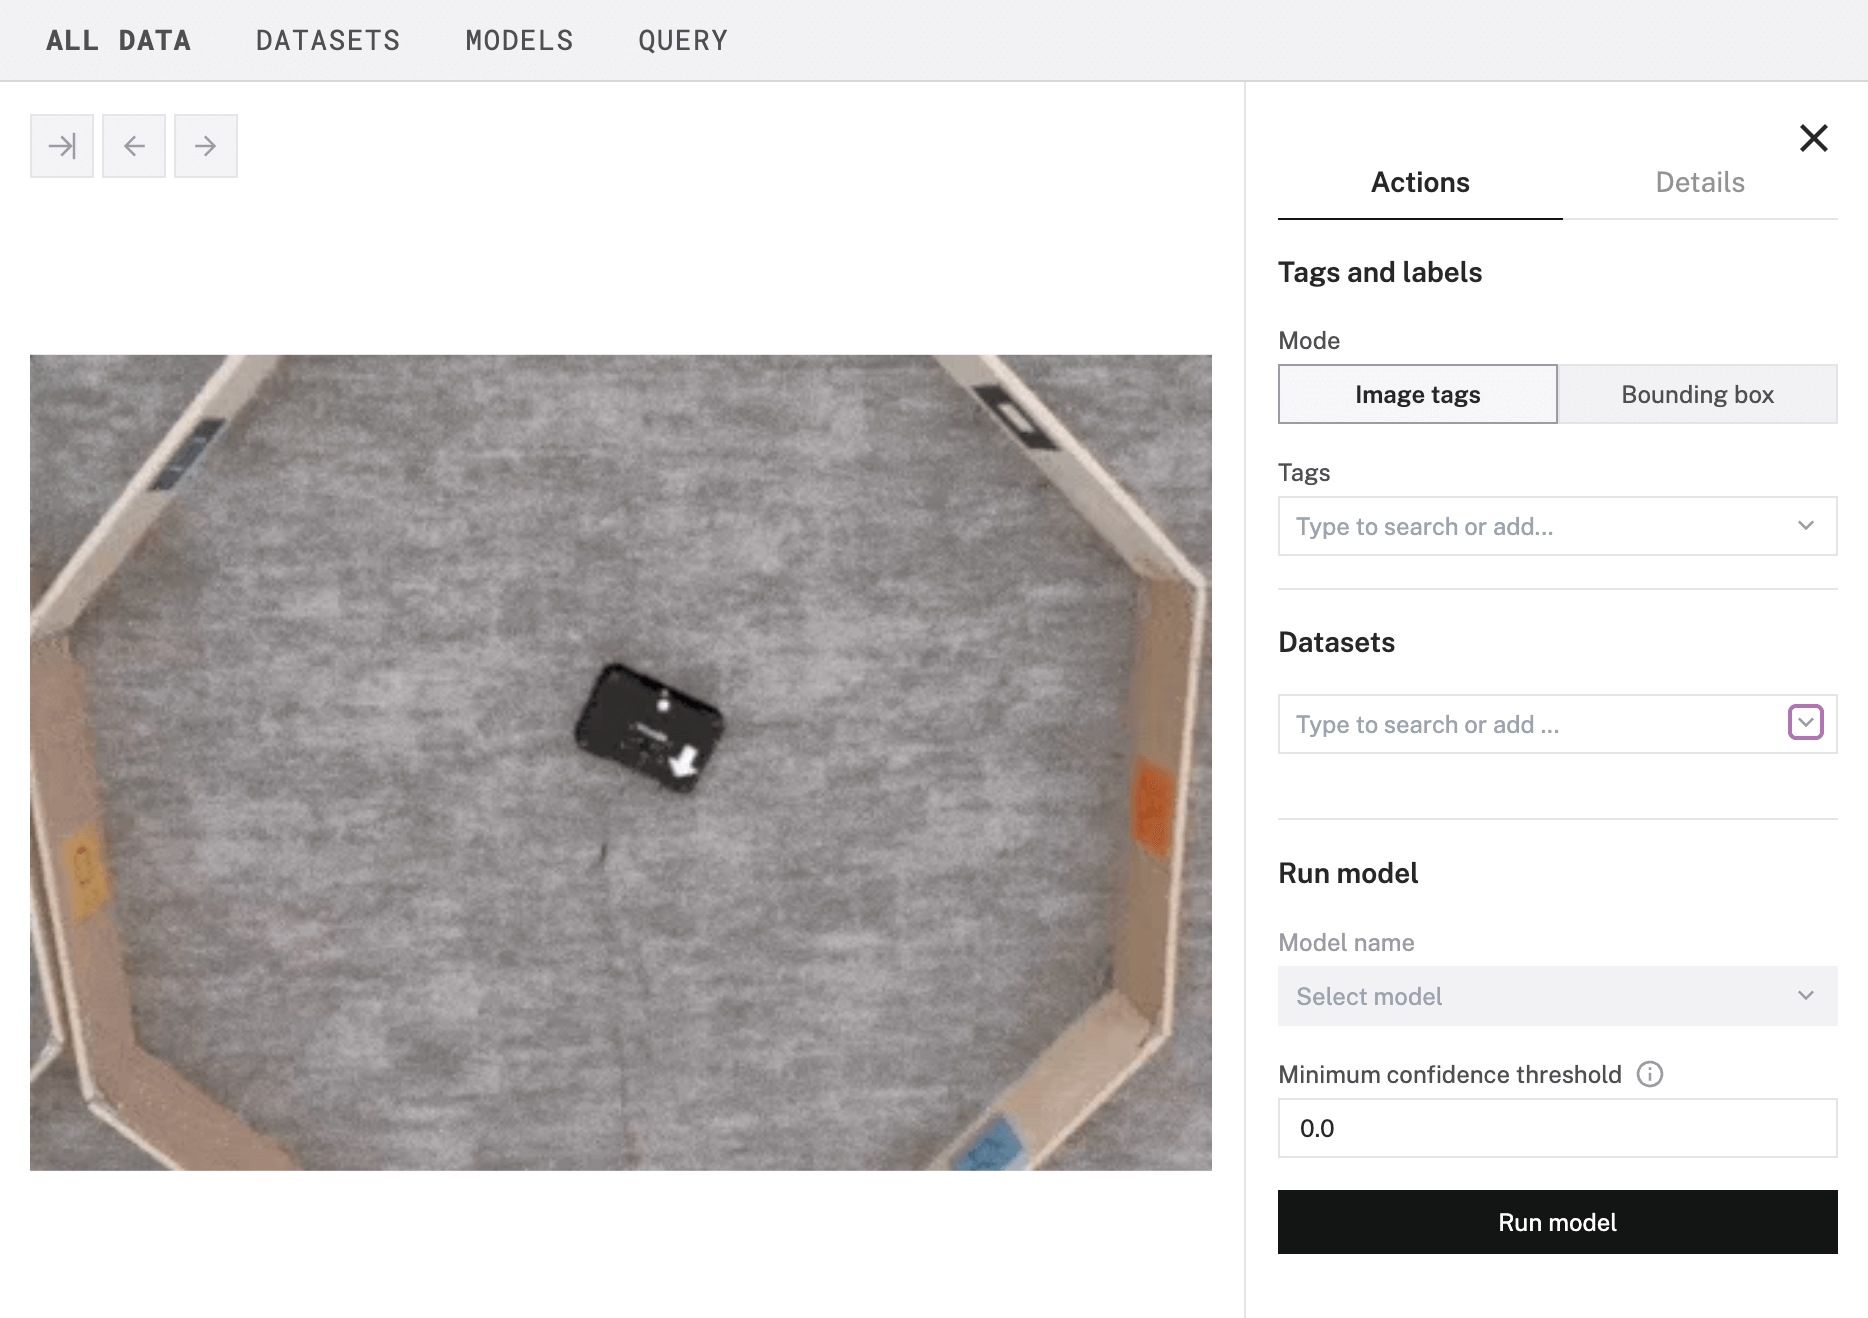 ALL DATA
DATASETS
MODELS
QUERY
Actions
Details
Tags and labels
Mode
Image tags
Bounding box
Tags
Type to search or add...
Datasets
Type to search or add ...
Run model
Model name
Select model
Minimum confidence threshold
0.0
Run model